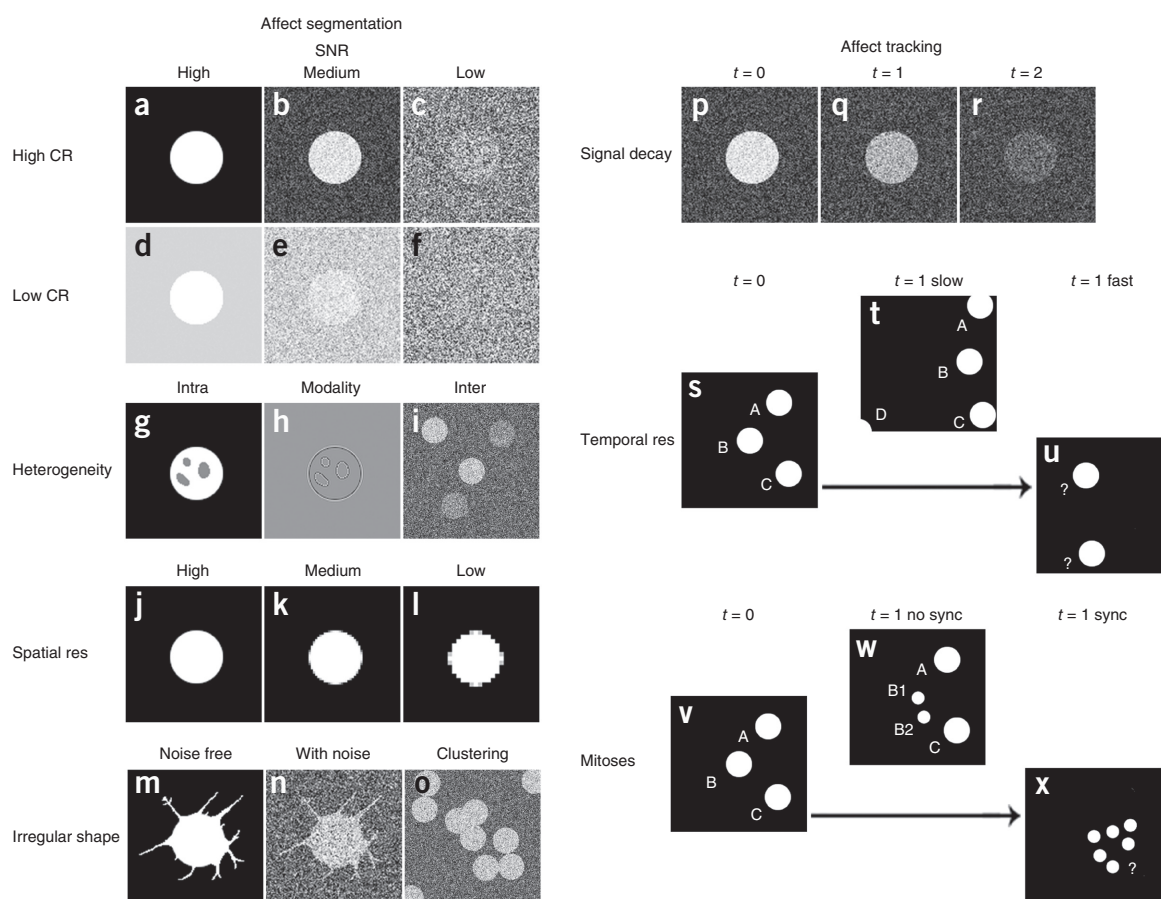 Affect segmentation
SNR
High Medium Low
High CR
a b c
Low CR
d e f
Intra Modality Inter
Heterogeneity
g h i
High Medium Low
Spatial res
j k l
Noise free With noise Clustering
Irregular shape
m n o
Affect tracking
t = 0 t = 1 t = 2
Signal decay
p q r
t = 0 t = 1 slow t = 1 fast
Temporal res
s
A
B
C
t
A
B
C
D
u
?
?
t = 0 t = 1 no sync t = 1 sync
Mitoses
v
A
B
C
w
A
B1
B2
C
x
?